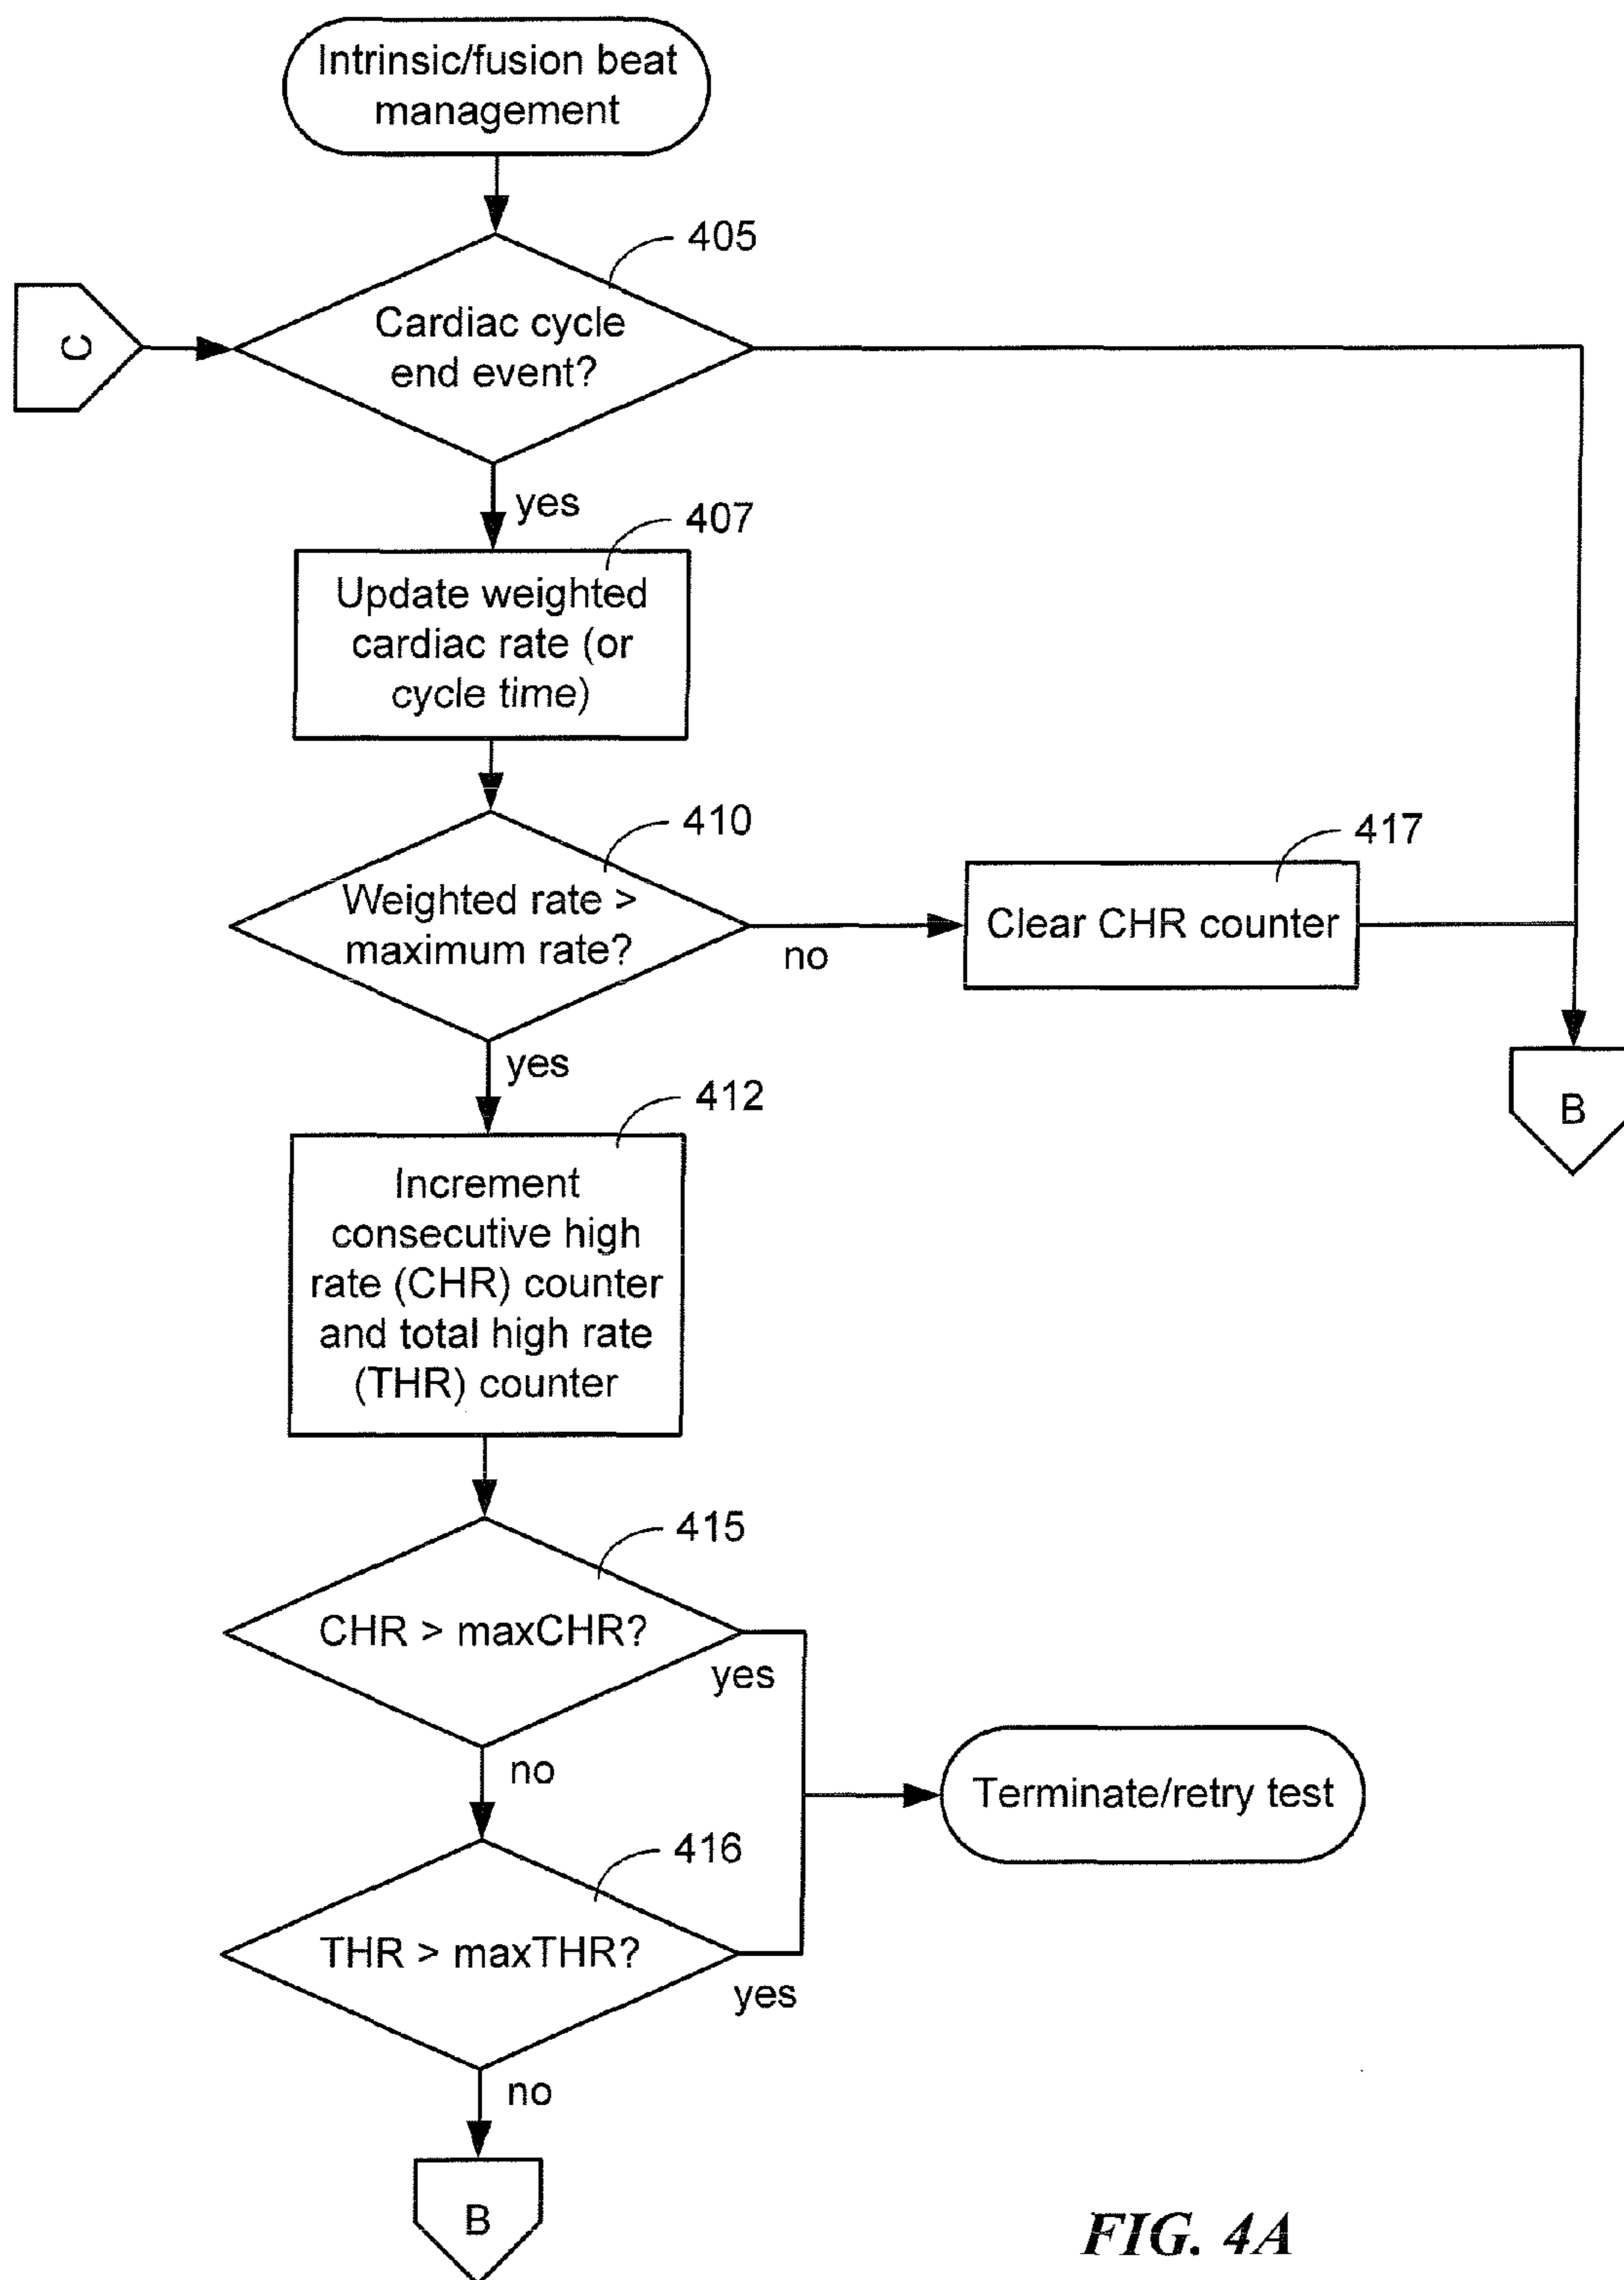 Intrinsic/fusion beat
management
405
C
Cardiac cycle
end event?
yes
407
Update weighted
cardiac rate (or
cycle time)
410
Weighted rate >
maximum rate?
no
417
Clear CHR counter
yes
B
412
Increment
consecutive high
rate (CHR) counter
and total high rate
(THR) counter
415
CHR > maxCHR?
yes
no
Terminate/retry test
416
THR > maxTHR?
yes
no
B
FIG. 4A